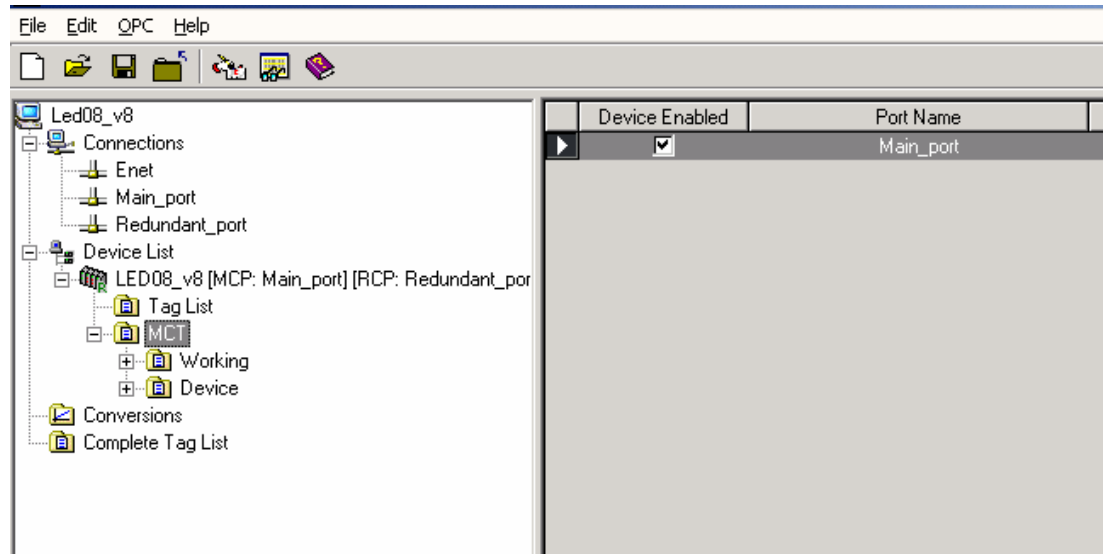 File Edit OPC Help
Led08_v8
Connections
Enet
Main_port
Redundant_port
Device List
LED08_v8 [MCP: Main_port] [RCP: Redundant_por
Tag List
MCT
Working
Device
Conversions
Complete Tag List
Device Enabled Port Name
Main_port